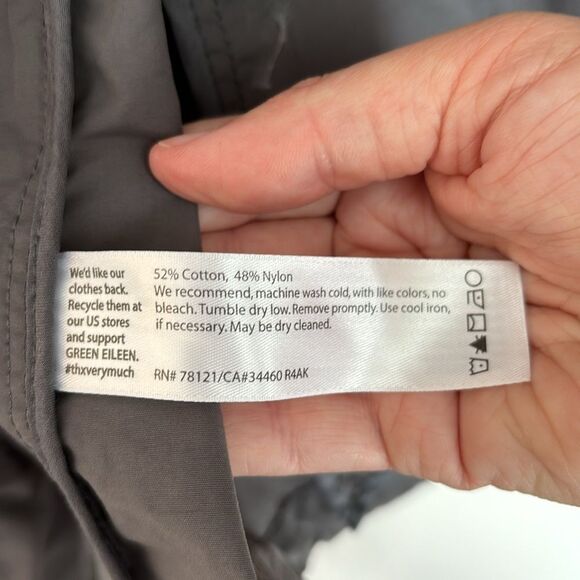 We'd like our
clothes back.
Recycle them at
our US stores
and support
GREEN EILEEN.
#thxverymuch
52% Cotton, 48% Nylon
We recommend, machine wash cold, with like colors, no
bleach. Tumble dry low. Remove promptly. Use cool iron,
if necessary. May be dry cleaned.
RN# 78121/CA#34460 R4AK